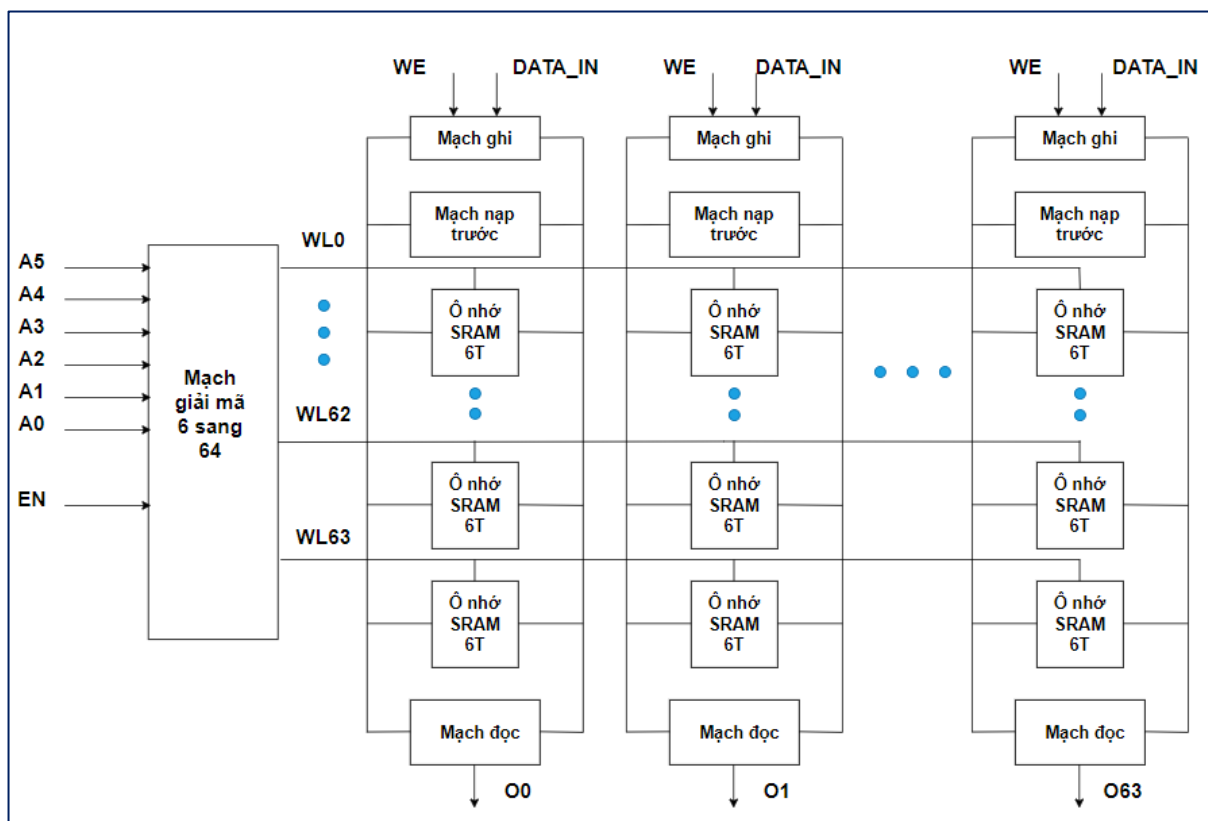 WE DATA_IN WE DATA_IN WE DATA_IN
Mạch ghi Mạch ghi Mạch ghi
Mạch nạp Mạch nạp Mạch nạp
trước trước trước
WL0
A5
A4
A3
A2
A1
A0
EN
Mạch
giải mã
6 sang
64
Ô nhớ Ô nhớ Ô nhớ
SRAM SRAM SRAM
6T 6T 6T
WL62
Ô nhớ Ô nhớ Ô nhớ
SRAM SRAM SRAM
6T 6T 6T
WL63
Ô nhớ Ô nhớ Ô nhớ
SRAM SRAM SRAM
6T 6T 6T
Mạch đọc Mạch đọc Mạch đọc
O0 O1 O63